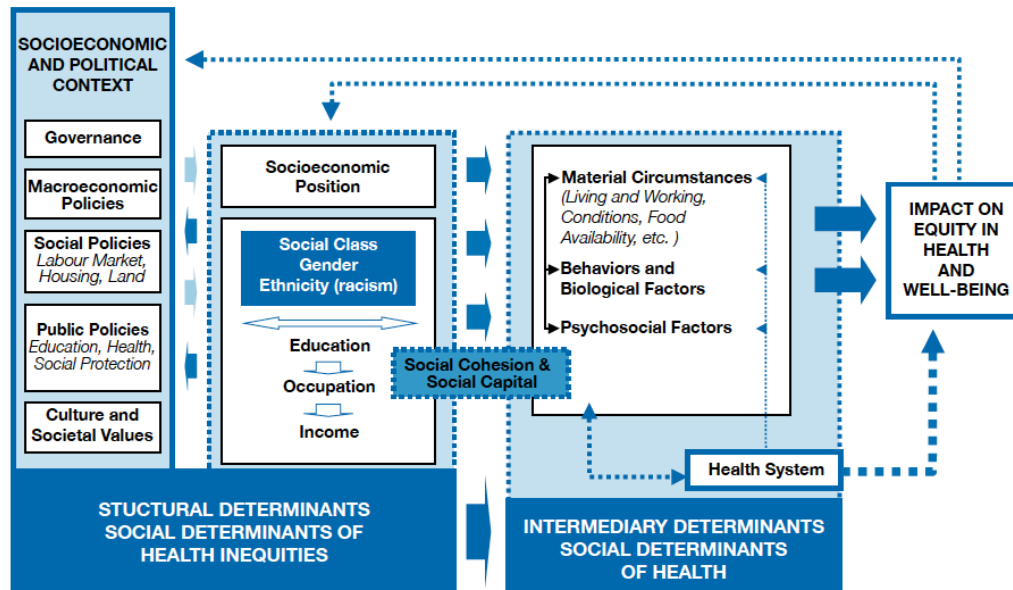 SOCIOECONOMIC
AND POLITICAL
CONTEXT
Governance
Macroeconomic
Policies
Social Policies
Labour Market,
Housing, Land
Public Policies
Education, Health,
Social Protection
Culture and
Societal Values
Socioeconomic
Position
Social Class
Gender
Ethnicity (racism)
Education
Occupation
Income
STUCTURAL DETERMINANTS
SOCIAL DETERMINANTS OF
HEALTH INEQUITIES
Social Cohesion &
Social Capital
Material Circumstances
(Living and Working,
Conditions, Food
Availability, etc. )
Behaviors and
Biological Factors
Psychosocial Factors
Health System
INTERMEDIARY DETERMINANTS
SOCIAL DETERMINANTS
OF HEALTH
IMPACT ON
EQUITY IN
HEALTH
AND
WELL-BEING